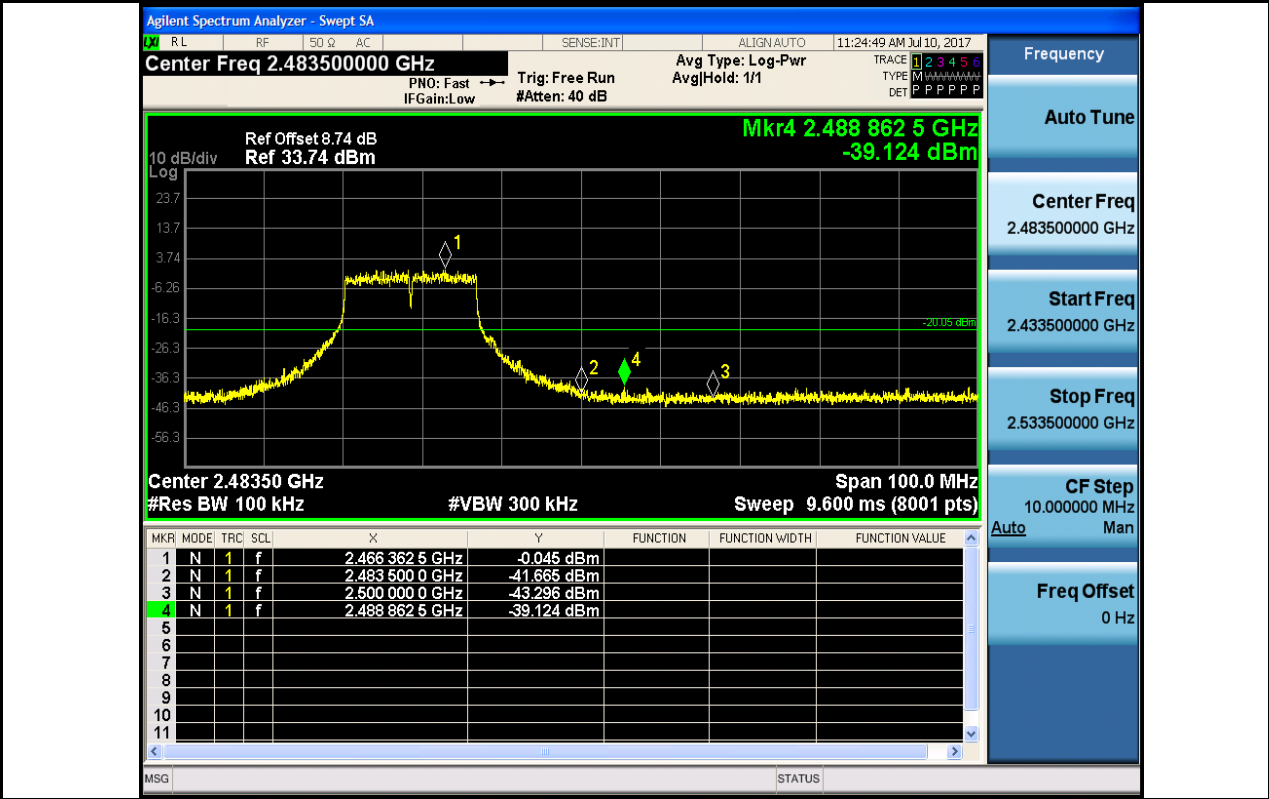 Agilent Spectrum Analyzer - Swept SA
LXI RL RF 50 Ω AC SENSE:INT ALIGN AUTO 11:24:49 AM Jul 10, 2017
Center Freq 2.483500000 GHz
PNO: Fast
IFGain:Low
Trig: Free Run
#Atten: 40 dB
Avg Type: Log-Pwr
Avg|Hold: 1/1
TRACE 1 2 3 4 5 6
TYPE M
DET P P P P P P
Mkr4 2.488 862 5 GHz
-39.124 dBm
Ref Offset 8.74 dB
10 dB/div Ref 33.74 dBm
Log
23.7
13.7
3.74
-6.26
-16.3
-26.3
-36.3
-46.3
-56.3
1
-20.05 dBm
2
4
3
Center 2.48350 GHz Span 100.0 MHz
#Res BW 100 kHz #VBW 300 kHz Sweep 9.600 ms (8001 pts)
MKR MODE TRC SCL X Y FUNCTION FUNCTION WIDTH FUNCTION VALUE
1 N 1 f 2.466 362 5 GHz -0.045 dBm
2 N 1 f 2.483 500 0 GHz -41.665 dBm
3 N 1 f 2.500 000 0 GHz -43.296 dBm
4 N 1 f 2.488 862 5 GHz -39.124 dBm
5
6
7
8
9
10
11
MSG STATUS
Frequency
Auto Tune
Center Freq
2.483500000 GHz
Start Freq
2.433500000 GHz
Stop Freq
2.533500000 GHz
CF Step
10.000000 MHz
Auto Man
Freq Offset
0 Hz